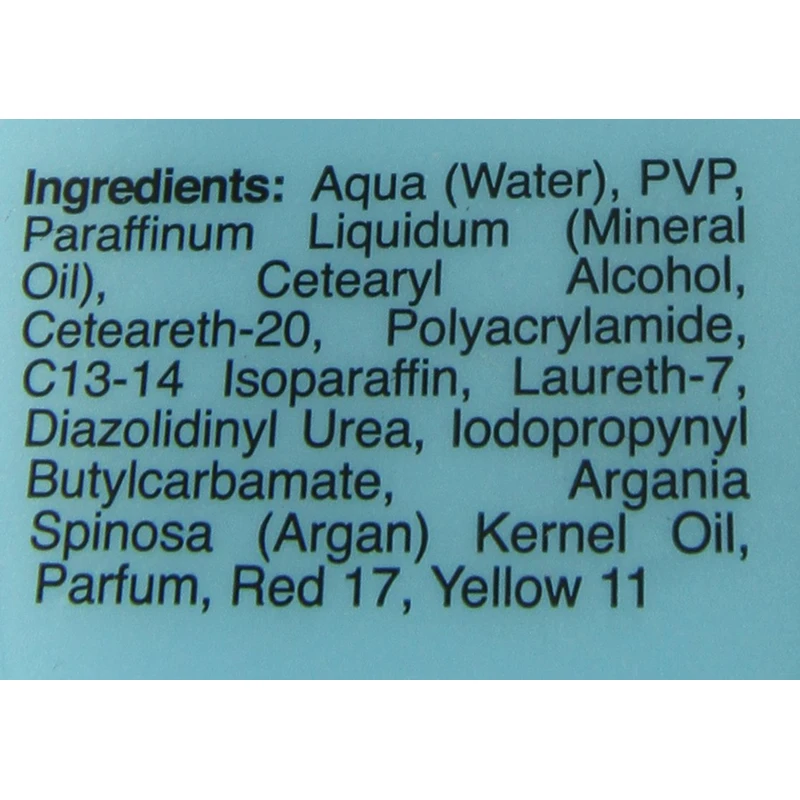 Ingredients: Aqua (Water), PVP,
Paraffinum Liquidum (Mineral
Oil), Cetearyl Alcohol,
Ceteareth-20, Polyacrylamide,
C13-14 Isoparaffin, Laureth-7,
Diazolidinyl Urea, Iodopropynyl
Butylcarbamate, Argania
Spinosa (Argan) Kernel Oil,
Parfum, Red 17, Yellow 11